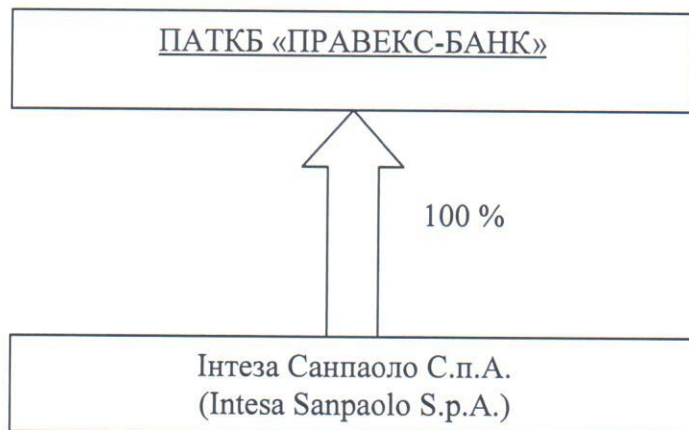 ПАТКБ «ПРАВЕКС-БАНК»
100 %
Інтеза Санпаоло С.п.А.
(Intesa Sanpaolo S.p.A.)